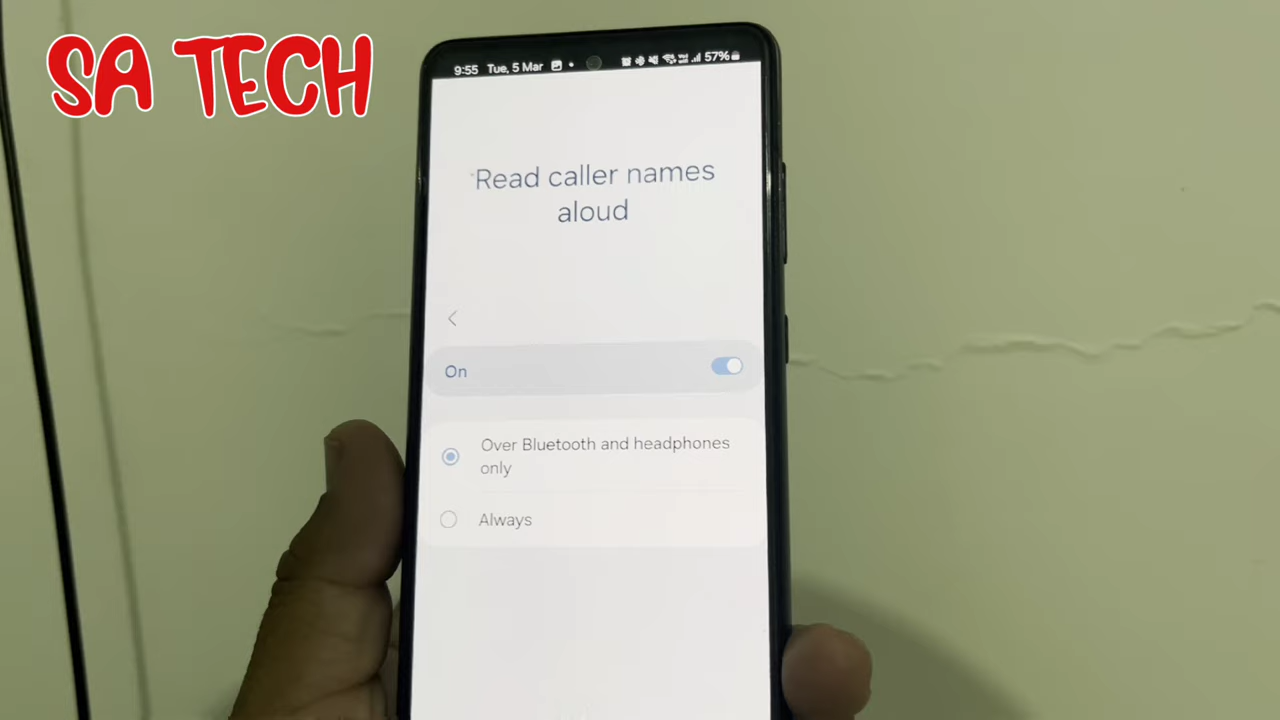 SA TECH
9:55 Tue, 5 Mar 57%
Read caller names
aloud
On
Over Bluetooth and headphones
only
Always